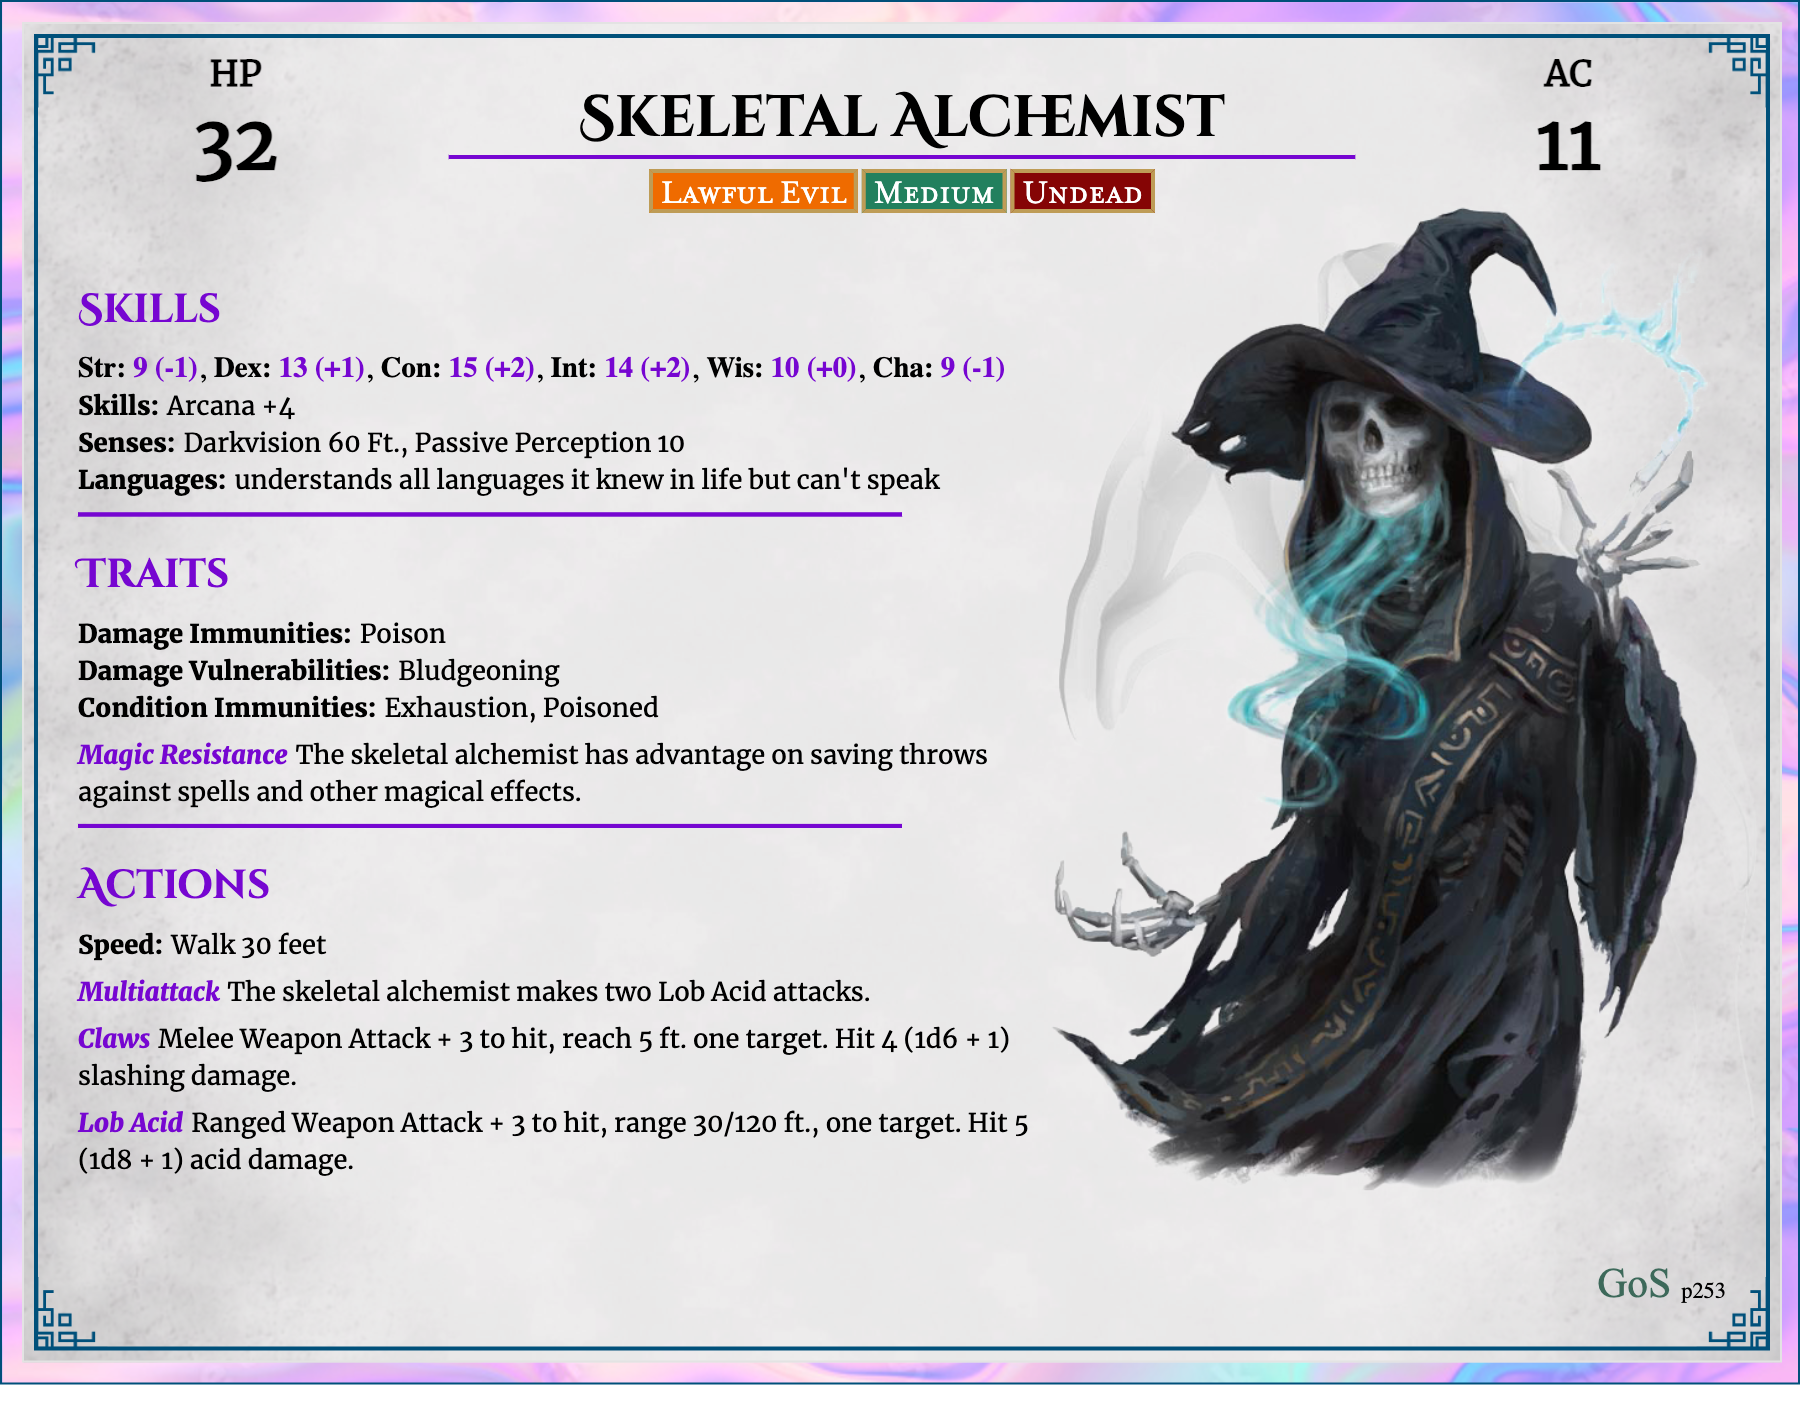 HP
32
Skeletal Alchemist
AC
11
Lawful Evil Medium Undead
Skills
Str: 9 (-1), Dex: 13 (+1), Con: 15 (+2), Int: 14 (+2), Wis: 10 (+0), Cha: 9 (-1)
Skills: Arcana +4
Senses: Darkvision 60 Ft., Passive Perception 10
Languages: understands all languages it knew in life but can't speak
Traits
Damage Immunities: Poison
Damage Vulnerabilities: Bludgeoning
Condition Immunities: Exhaustion, Poisoned
Magic Resistance The skeletal alchemist has advantage on saving throws
against spells and other magical effects.
Actions
Speed: Walk 30 feet
Multiattack The skeletal alchemist makes two Lob Acid attacks.
Claws Melee Weapon Attack + 3 to hit, reach 5 ft. one target. Hit 4 (1d6 + 1)
slashing damage.
Lob Acid Ranged Weapon Attack + 3 to hit, range 30/120 ft., one target. Hit 5
(1d8 + 1) acid damage.
GoS p253